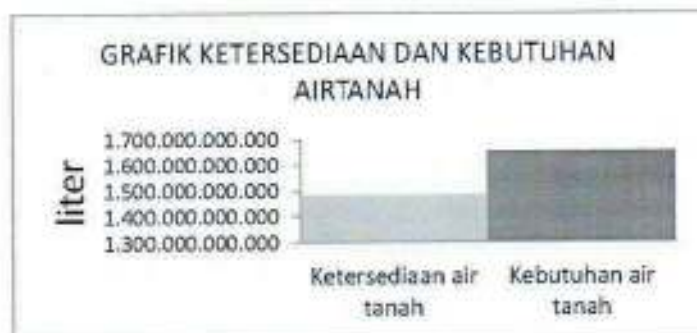 GRAFIK KETERSEDIAAN DAN KEBUTUHAN
AIRTANAH
liter
1.700.000.000.000
1.600.000.000.000
1.500.000.000.000
1.400.000.000.000
1.300.000.000.000
Ketersediaan air
tanah
Kebutuhan air
tanah